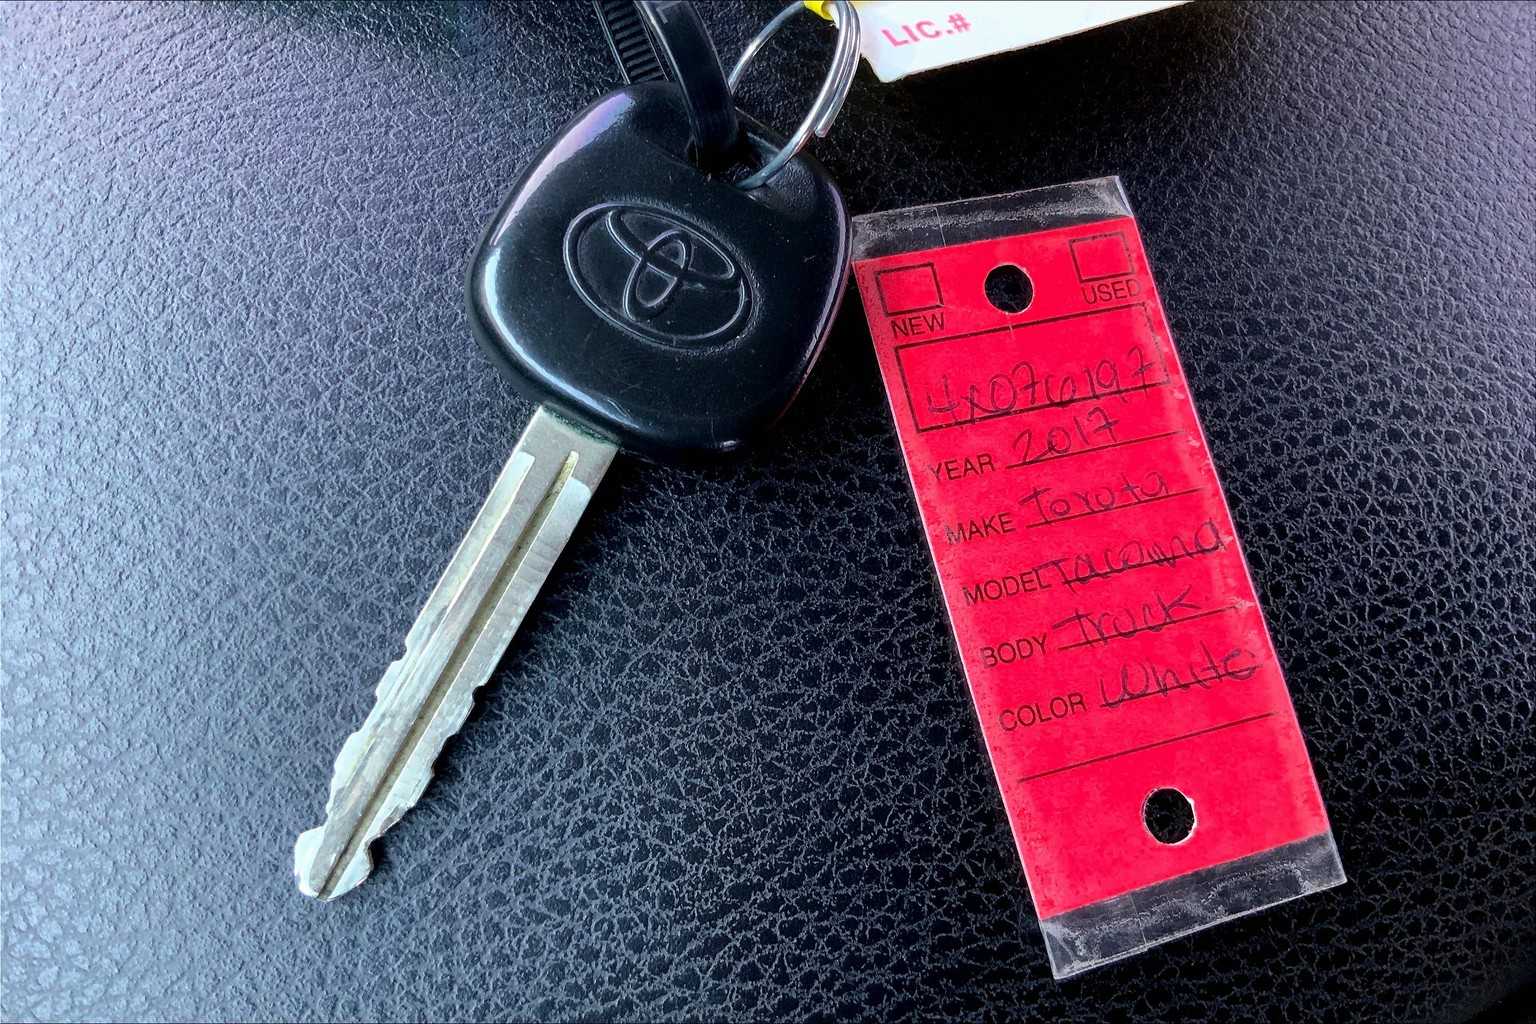 LIC.#
NEW USED
4X076197
YEAR 2017
MAKE Toyota
MODEL Tacoma
BODY Truck
COLOR White